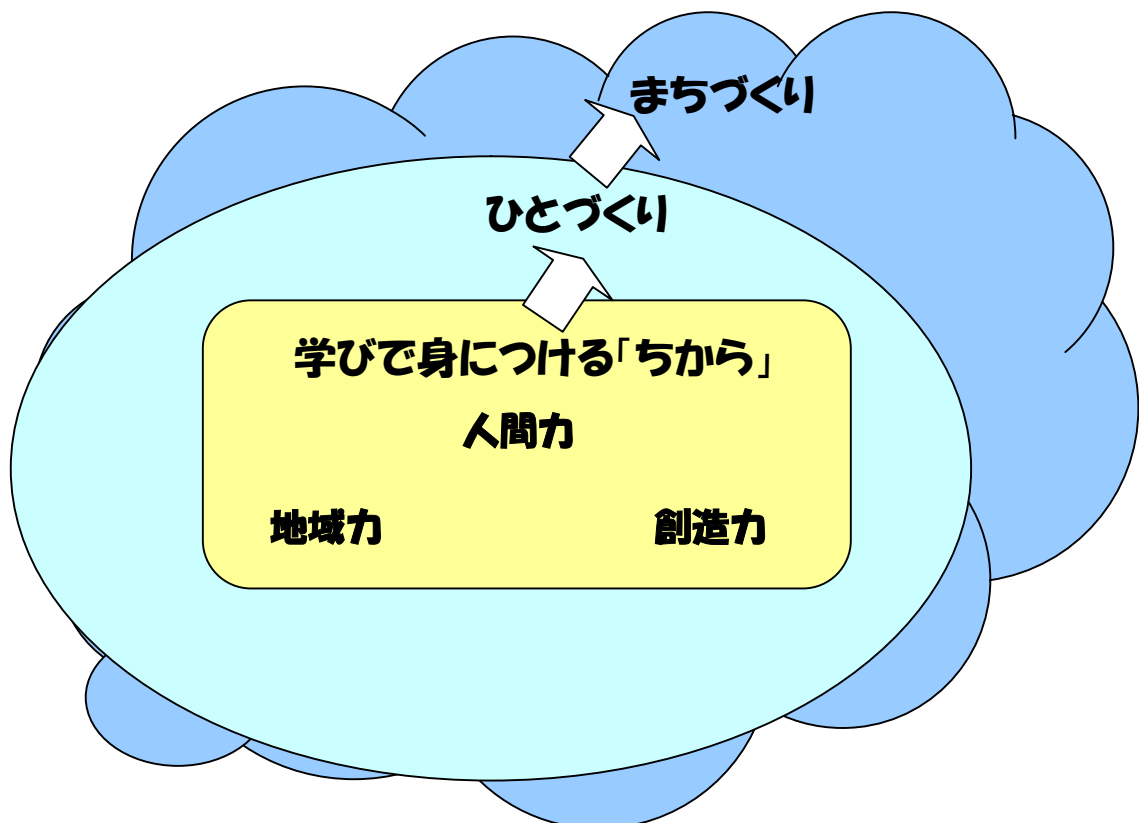 まちづくり
ひとづくり
学びで身につける「ちから」
人間力
地域力 創造力